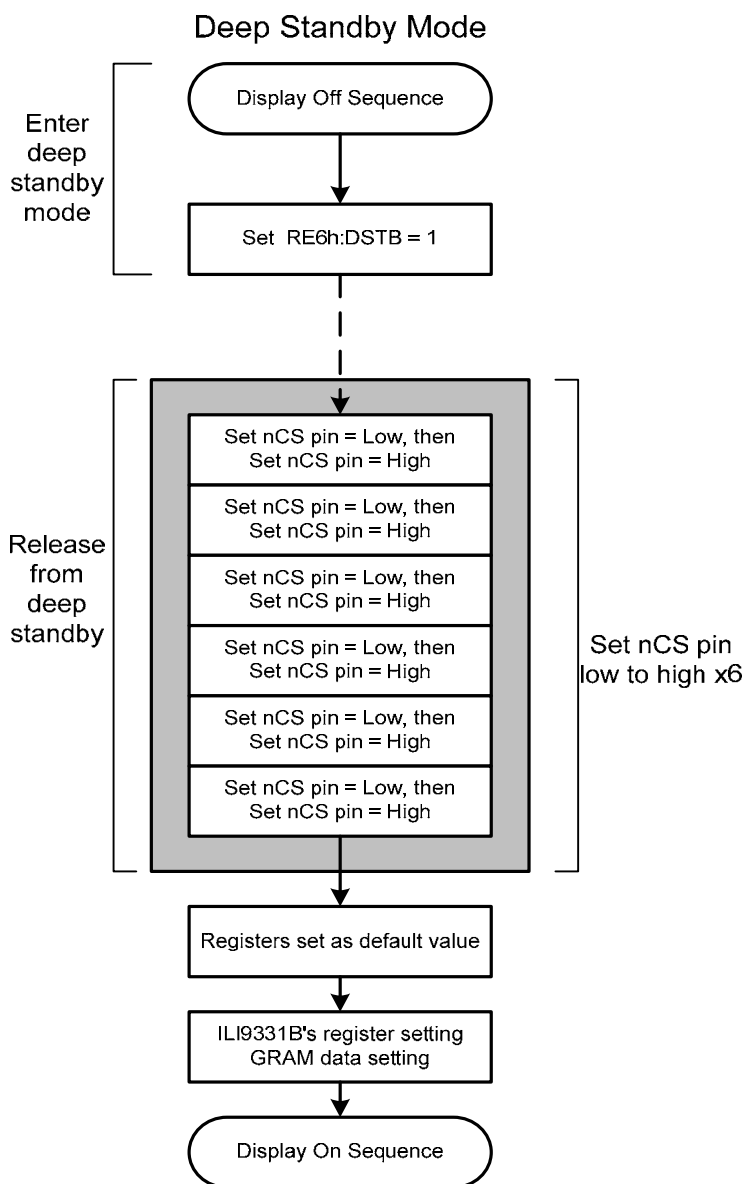 Deep Standby Mode
Display Off Sequence
Enter
deep
standby
mode
Set RE6h:DSTB = 1
Set nCS pin = Low, then
Set nCS pin = High
Set nCS pin = Low, then
Set nCS pin = High
Set nCS pin = Low, then
Set nCS pin = High
Set nCS pin = Low, then
Set nCS pin = High
Set nCS pin = Low, then
Set nCS pin = High
Set nCS pin = Low, then
Set nCS pin = High
Release
from
deep
standby
Set nCS pin
low to high x6
Registers set as default value
ILI9331B's register setting
GRAM data setting
Display On Sequence